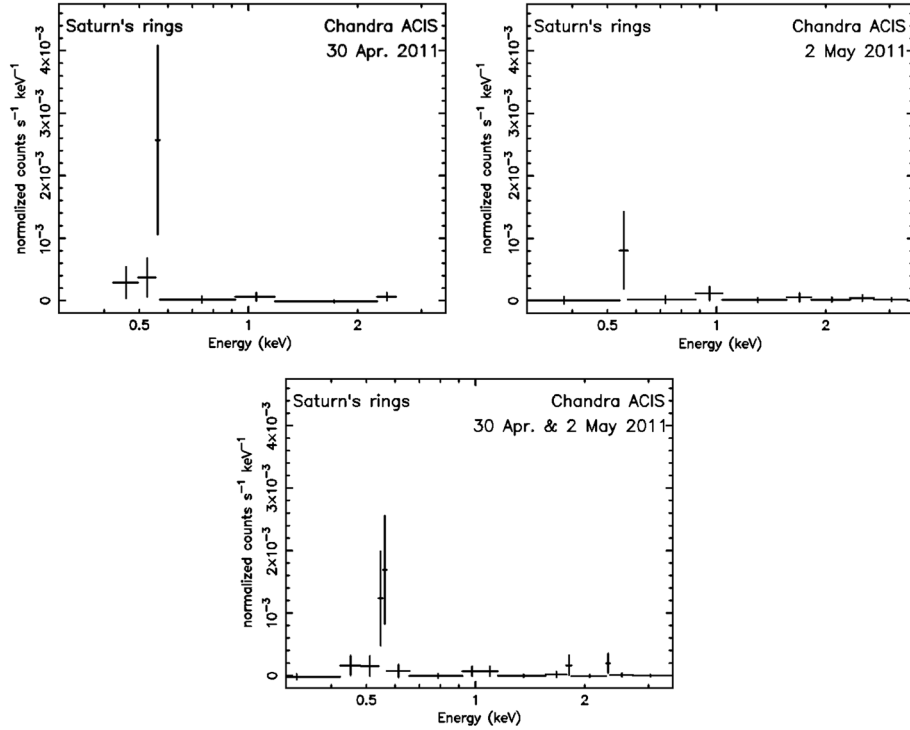 Saturn's rings Chandra ACIS
30 Apr. 2011
normalized counts s⁻¹ keV⁻¹
4×10⁻³
3×10⁻³
2×10⁻³
10⁻³
0
0.5 1 2
Energy (keV)
Saturn's rings Chandra ACIS
2 May 2011
normalized counts s⁻¹ keV⁻¹
4×10⁻³
3×10⁻³
2×10⁻³
10⁻³
0
0.5 1 2
Energy (keV)
Saturn's rings Chandra ACIS
30 Apr. & 2 May 2011
normalized counts s⁻¹ keV⁻¹
4×10⁻³
3×10⁻³
2×10⁻³
10⁻³
0
0.5 1 2
Energy (keV)